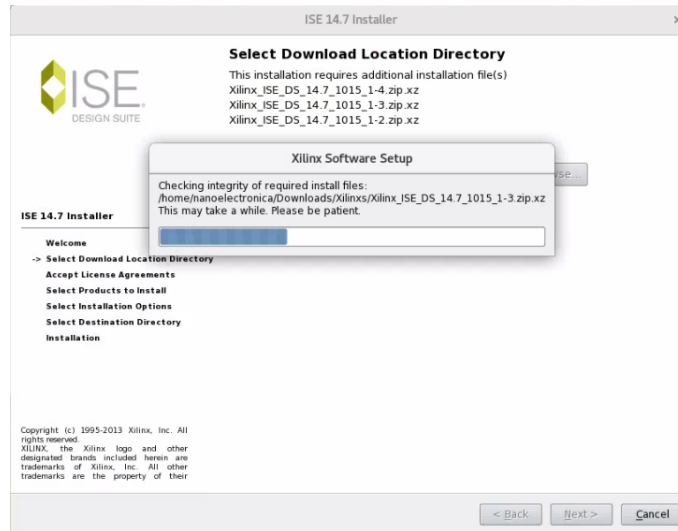 ISE 14.7 Installer
ISE
DESIGN SUITE
Select Download Location Directory
This installation requires additional installation file(s)
Xilinx_ISE_DS_14.7_1015_1-4.zip.xz
Xilinx_ISE_DS_14.7_1015_1-3.zip.xz
Xilinx_ISE_DS_14.7_1015_1-2.zip.xz
Xilinx Software Setup
Checking integrity of required install files:
/home/nanoelectronica/Downloads/Xilinxs/Xilinx_ISE_DS_14.7_1015_1-3.zip.xz
This may take a while. Please be patient.
ISE 14.7 Installer
Welcome
-> Select Download Location Directory
Accept License Agreements
Select Products to Install
Select Installation Options
Select Destination Directory
Installation
Copyright (c) 1995-2013 Xilinx, Inc. All
rights reserved.
XILINX, the Xilinx logo and other
designated brands included herein are
trademarks of Xilinx, Inc. All other
trademarks are the property of their
< Back
Next >
Cancel